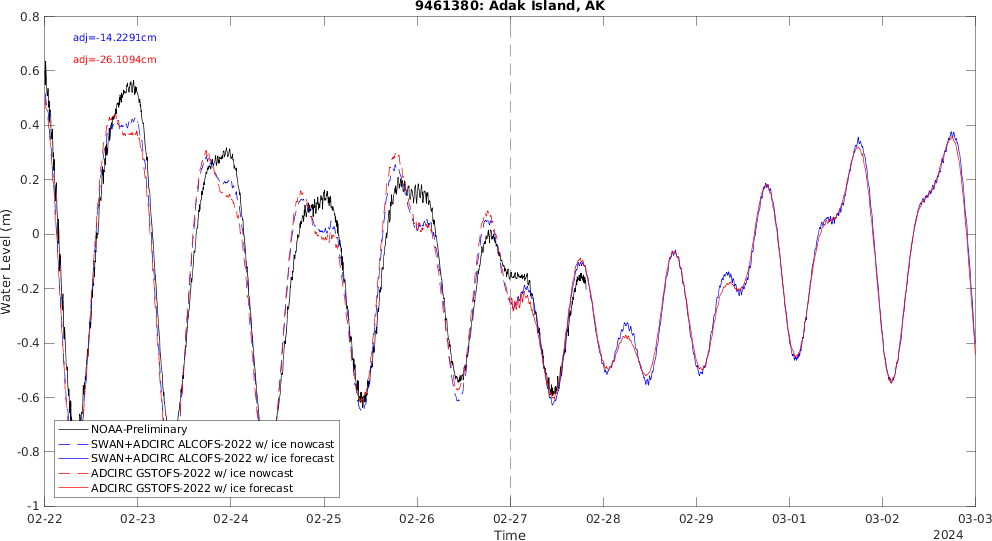 9461380: Adak Island, AK
adj=-14.2291cm
adj=-26.1094cm
0.8
0.6
0.4
0.2
0
-0.2
-0.4
-0.6
-0.8
-1
Water Level (m)
NOAA-Preliminary
SWAN+ADCIRC ALCOFS-2022 w/ ice nowcast
SWAN+ADCIRC ALCOFS-2022 w/ ice forecast
ADCIRC GSTOFS-2022 w/ ice nowcast
ADCIRC GSTOFS-2022 w/ ice forecast
02-22 02-23 02-24 02-25 02-26 02-27 02-28 02-29 03-01 03-02 03-03
Time
2024